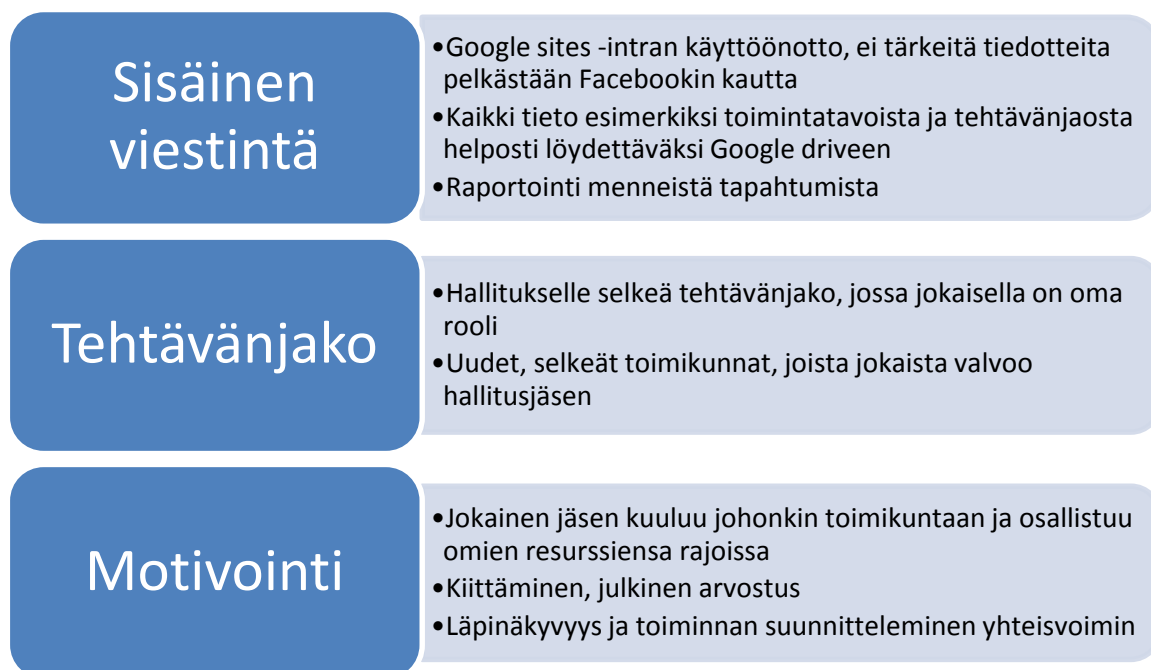 Sisäinen
viestintä
•Google sites -intran käyttöönotto, ei tärkeitä tiedotteita
pelkästään Facebookin kautta
•Kaikki tieto esimerkiksi toimintatavoista ja tehtävänjaosta
helposti löydettäväksi Google driveen
•Raportointi menneistä tapahtumista
Tehtävänjako
•Hallitukselle selkeä tehtävänjako, jossa jokaisella on oma
rooli
•Uudet, selkeät toimikunnat, joista jokaista valvoo
hallitusjäsen
Motivointi
•Jokainen jäsen kuuluu johonkin toimikuntaan ja osallistuu
omien resurssiensa rajoissa
•Kiittäminen, julkinen arvostus
•Läpinäkyvyys ja toiminnan suunnitteleminen yhteisvoimin